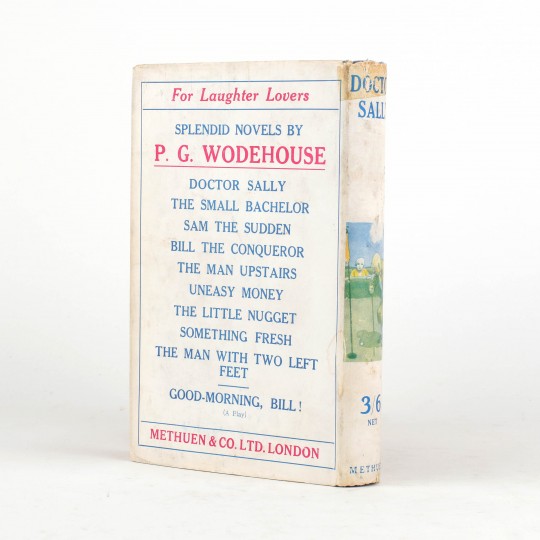 For Laughter Lovers
SPLENDID NOVELS BY
P. G. WODEHOUSE
DOCTOR SALLY
THE SMALL BACHELOR
SAM THE SUDDEN
BILL THE CONQUEROR
THE MAN UPSTAIRS
UNEASY MONEY
THE LITTLE NUGGET
SOMETHING FRESH
THE MAN WITH TWO LEFT
FEET
GOOD-MORNING, BILL!
(A Play)
METHUEN & CO. LTD. LONDON
DOCTO
SALLY
3/6
NET
METHUE